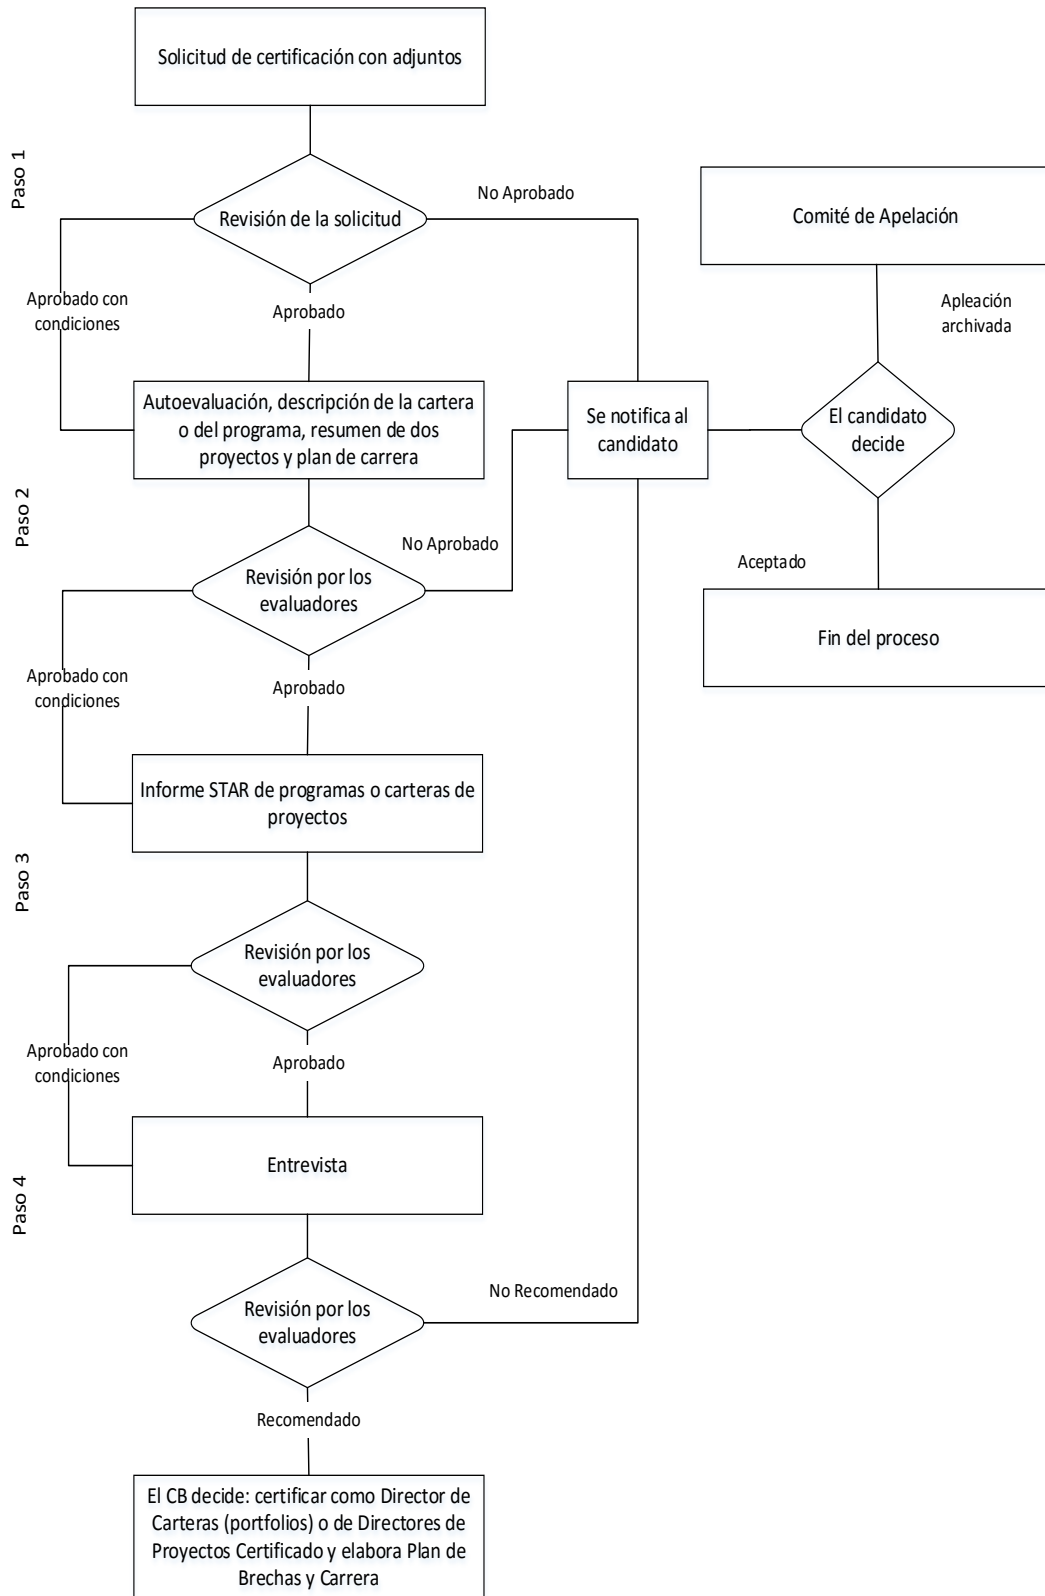 Solicitud de certificación con adjuntos
Paso 1
Revisión de la solicitud
No Aprobado
Aprobado con
condiciones
Aprobado
Comité de Apelación
Apleación
archivada
Autoevaluación, descripción de la cartera
o del programa, resumen de dos
proyectos y plan de carrera
Se notifica al
candidato
El candidato
decide
Paso 2
Revisión por los
evaluadores
No Aprobado
Aceptado
Fin del proceso
Aprobado con
condiciones
Aprobado
Informe STAR de programas o carteras de
proyectos
Paso 3
Revisión por los
evaluadores
Aprobado con
condiciones
Aprobado
Entrevista
Paso 4
Revisión por los
evaluadores
No Recomendado
Recomendado
El CB decide: certificar como Director de
Carteras (portfolios) o de Directores de
Proyectos Certificado y elabora Plan de
Brechas y Carrera